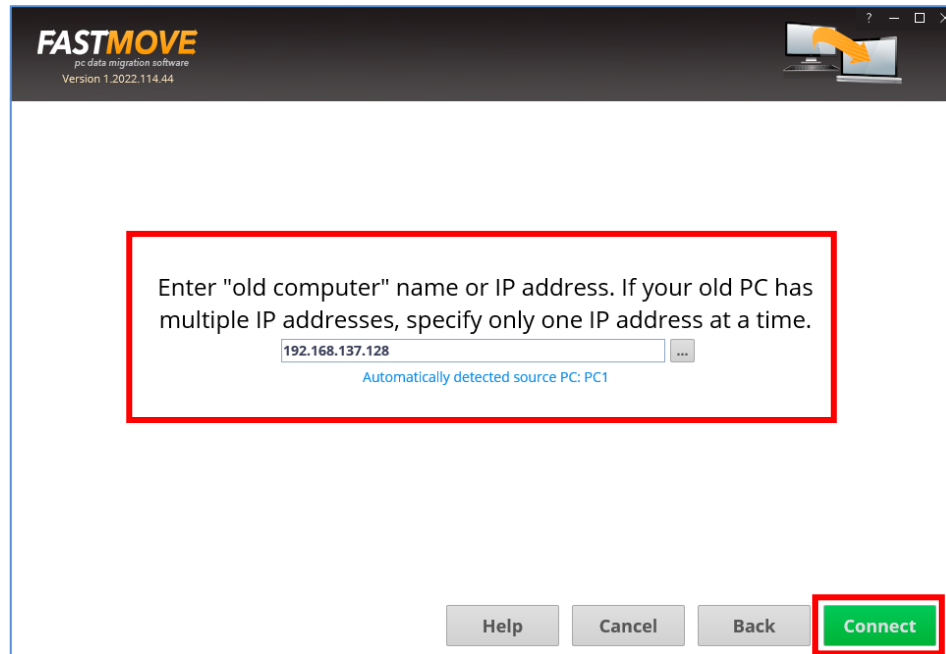 FASTMOVE
pc data migration software
Version 1.2022.114.44
?
Enter "old computer" name or IP address. If your old PC has
multiple IP addresses, specify only one IP address at a time.
192.168.137.128
...
Automatically detected source PC: PC1
Help Cancel Back Connect